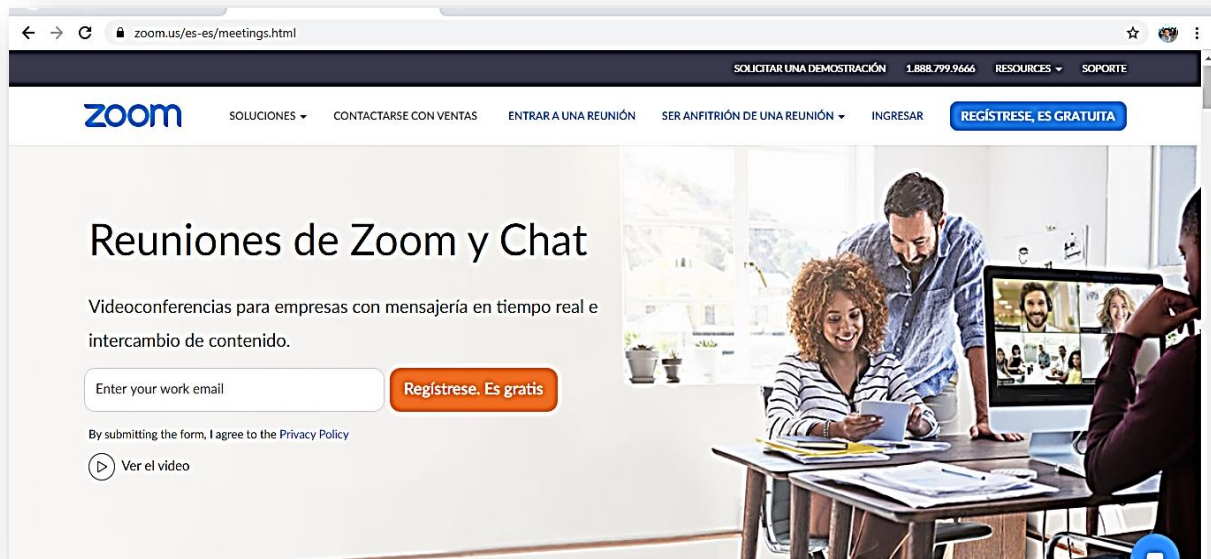 zoom.us/es-es/meetings.html
SOLICITAR UNA DEMOSTRACIÓN 1.888.799.9666 RESOURCES SOPORTE
zoom SOLUCIONES CONTACTARSE CON VENTAS ENTRAR A UNA REUNIÓN SER ANFITRIÓN DE UNA REUNIÓN INGRESAR REGÍSTRESE, ES GRATUITA
Reuniones de Zoom y Chat
Videoconferencias para empresas con mensajería en tiempo real e
intercambio de contenido.
Enter your work email Regístrese. Es gratis
By submitting the form, I agree to the Privacy Policy
Ver el video